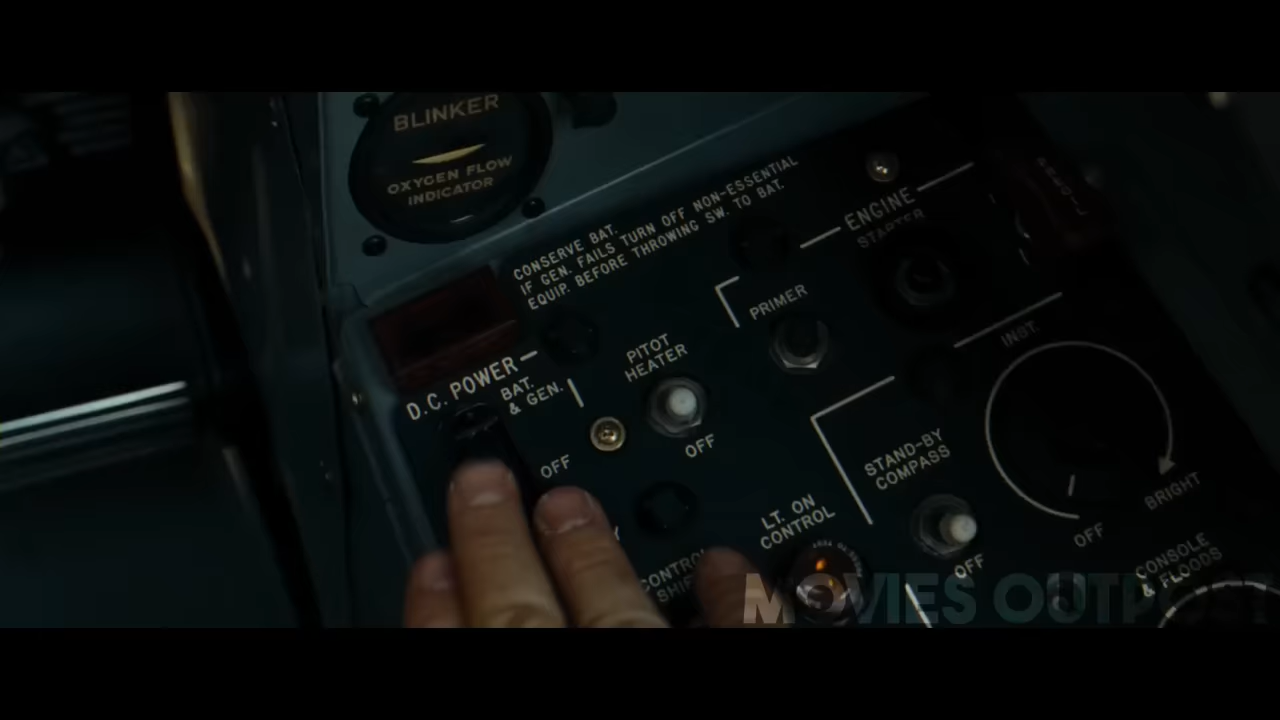 BLINKER
OXYGEN FLOW
INDICATOR
CONSERVE BAT.
IF GEN. FAILS TURN OFF NON-ESSENTIAL
EQUIP. BEFORE THROWING SW. TO BAT.
ENGINE
STARTER
PRIMER
INST.
PITOT
HEATER
OFF
D.C. POWER
BAT.
& GEN.
OFF
STAND-BY
COMPASS
OFF
BRIGHT
OFF
LT. ON
CONTROL
CONTROL
SHIF
CONSOLE
& FLOODS
MOVIES OUTPOST